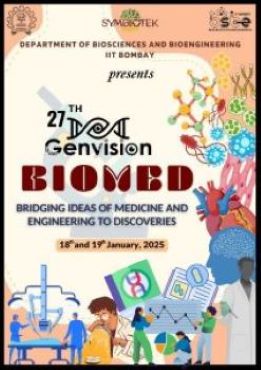 SYMBIOTEK
DEPARTMENT OF BIOSCIENCES AND BIOENGINEERING
IIT BOMBAY
presents
27TH
Genvision
BIOMED
BRIDGING IDEAS OF MEDICINE AND
ENGINEERING TO DISCOVERIES
18th and 19th January, 2025